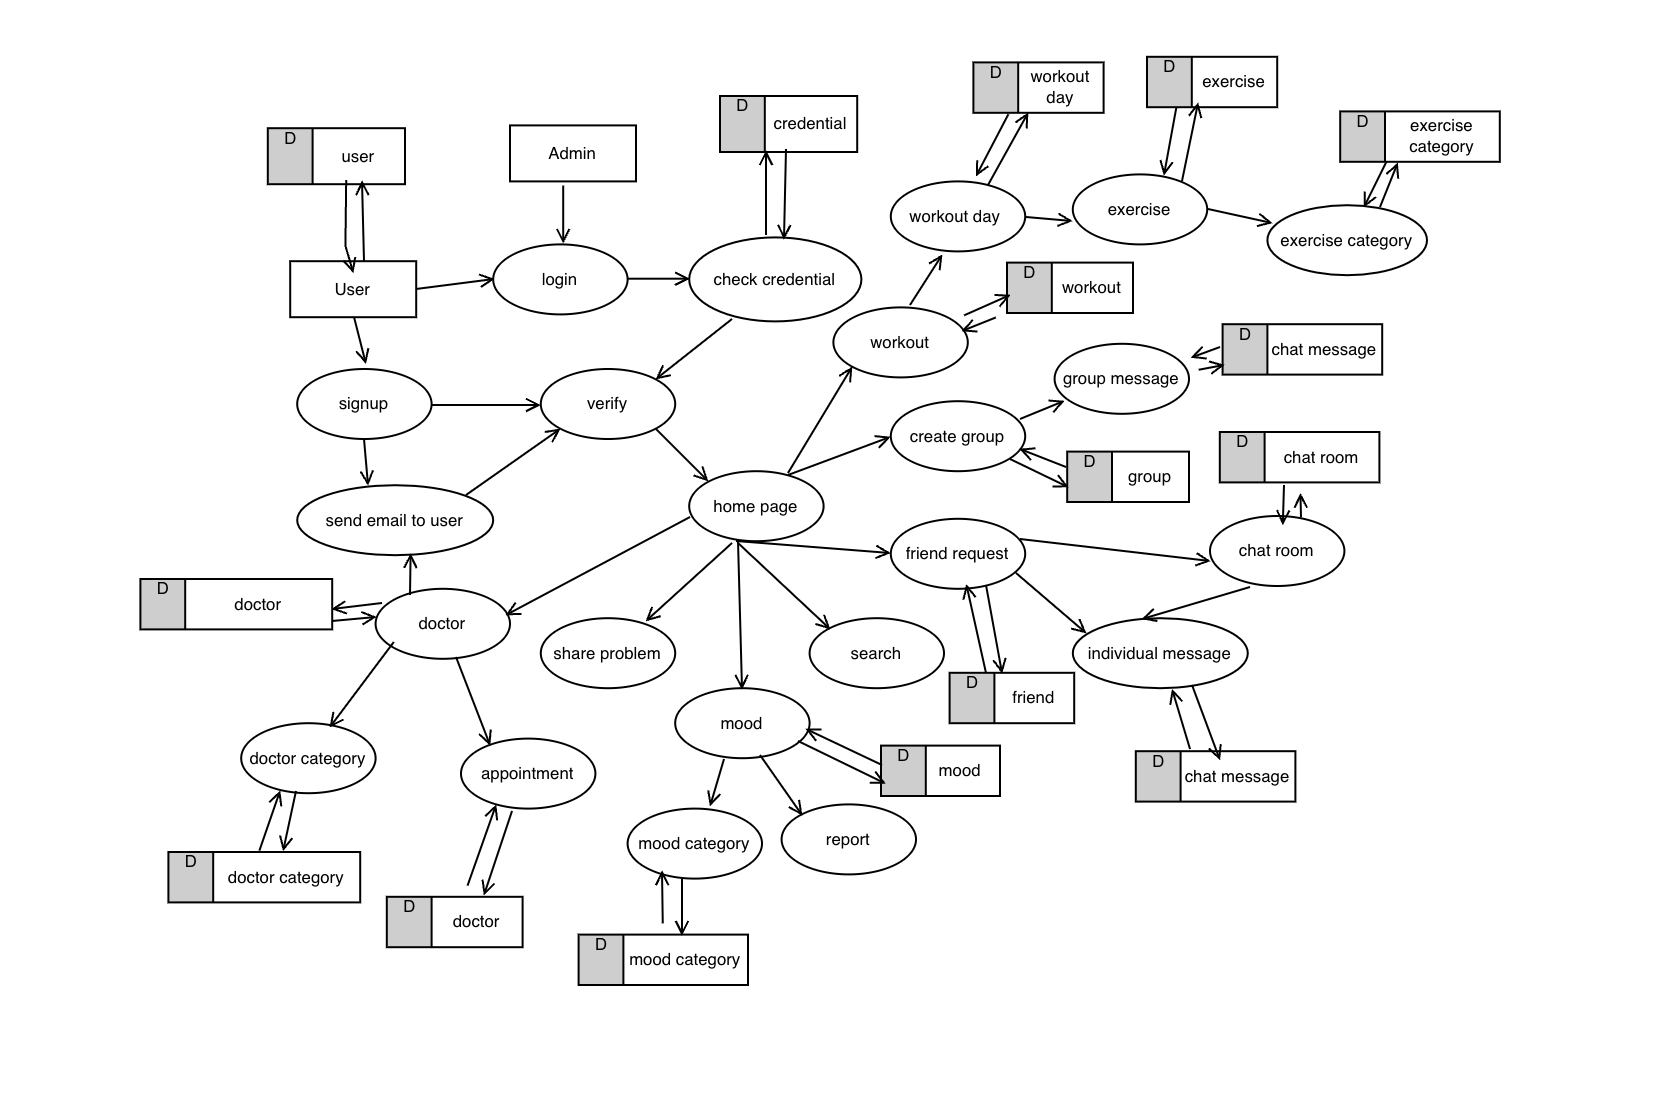 D
workout
day
D
exercise
D
credential
D
exercise
category
D
user
Admin
workout day
exercise
exercise category
User
login
check credential
D
workout
workout
D
chat message
group message
signup
verify
create group
D
chat room
D
group
send email to user
home page
friend request
chat room
D
doctor
doctor
share problem
search
individual message
D
friend
mood
doctor category
appointment
D
mood
D
chat message
mood category
report
D
doctor category
D
doctor
D
mood category